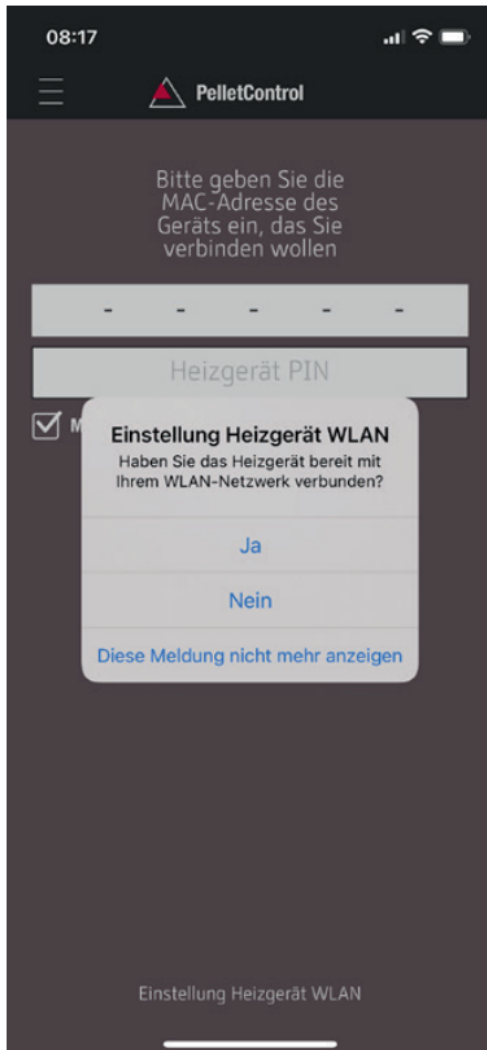 08:17
PelletControl
Bitte geben Sie die
MAC-Adresse des
Geräts ein, das Sie
verbinden wollen
- - - - -
Heizgerät PIN
M
Einstellung Heizgerät WLAN
Haben Sie das Heizgerät bereit mit
Ihrem WLAN-Netzwerk verbunden?
Ja
Nein
Diese Meldung nicht mehr anzeigen
Einstellung Heizgerät WLAN